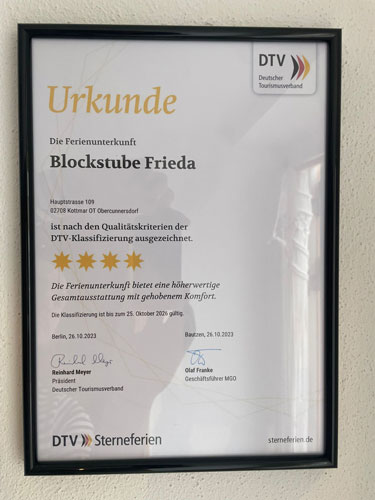 DTV
Deutscher
Tourismusverband
Urkunde
Die Ferienunterkunft
Blockstube Frieda
Hauptstrasse 109
02708 Kottmar OT Obercunnersdorf
ist nach den Qualitätskriterien der
DTV-Klassifizierung ausgezeichnet.
Die Ferienunterkunft bietet eine höherwertige
Gesamtausstattung mit gehobenem Komfort.
Die Klassifizierung ist bis zum 25. Oktober 2026 gültig.
Berlin, 26.10.2023
Bautzen, 26.10.2023
Reinhard Meyer
Präsident
Deutscher Tourismusverband
Olaf Franke
Geschäftsführer MGO
DTV Sterneferien
sterneferien.de